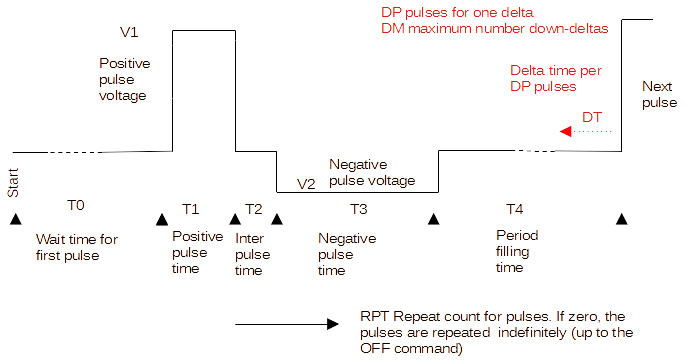 DP pulses for one delta
DM maximum number down-deltas
V1
Positive
pulse
voltage
Delta time per
DP pulses
Next
pulse
DT
Start
Negative
pulse voltage
V2
T0
T1
T2
T3
T4
Wait time for
first pulse
Positive
pulse
time
Inter
pulse
time
Negative
pulse
time
Period
filling
time
RPT Repeat count for pulses. If zero, the
pulses are repeated  indefinitely (up to the
OFF command)